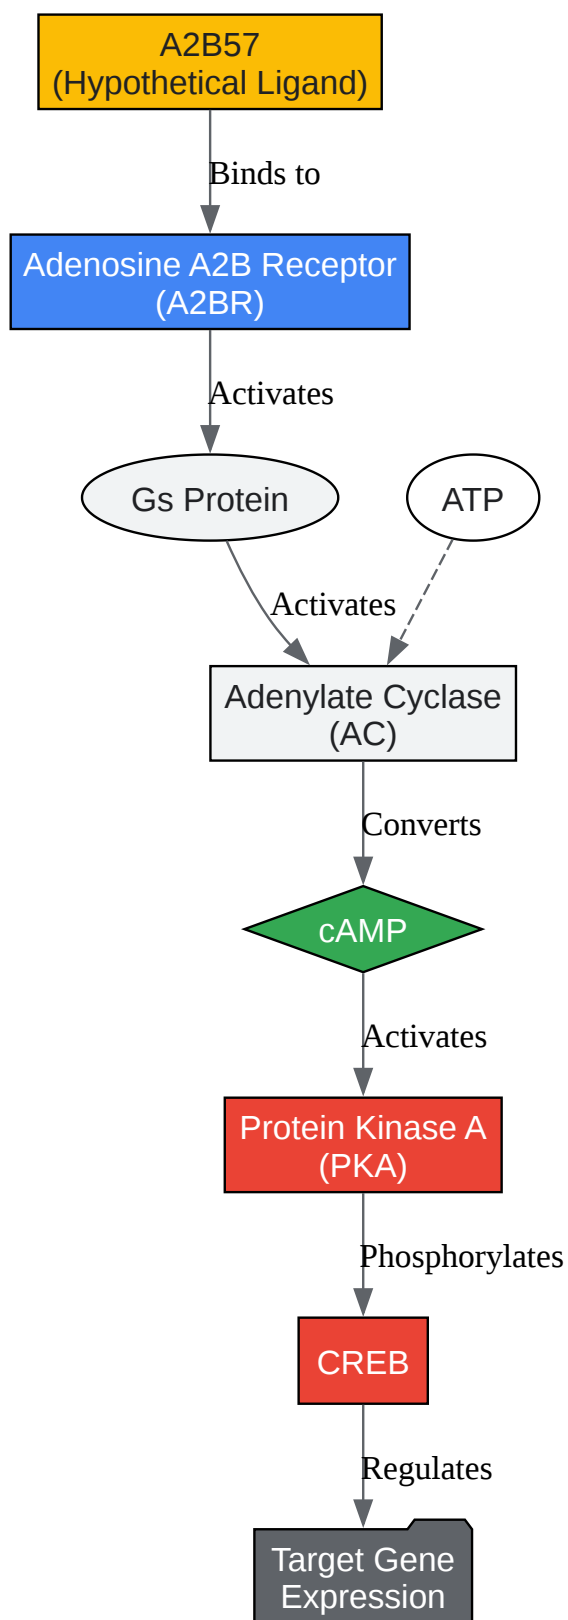 A2B57
(Hypothetical Ligand)
Binds to
Adenosine A2B Receptor
(A2BR)
Activates
Gs Protein
ATP
Activates
Adenylate Cyclase
(AC)
Converts
cAMP
Activates
Protein Kinase A
(PKA)
Phosphorylates
CREB
Regulates
Target Gene
Expression